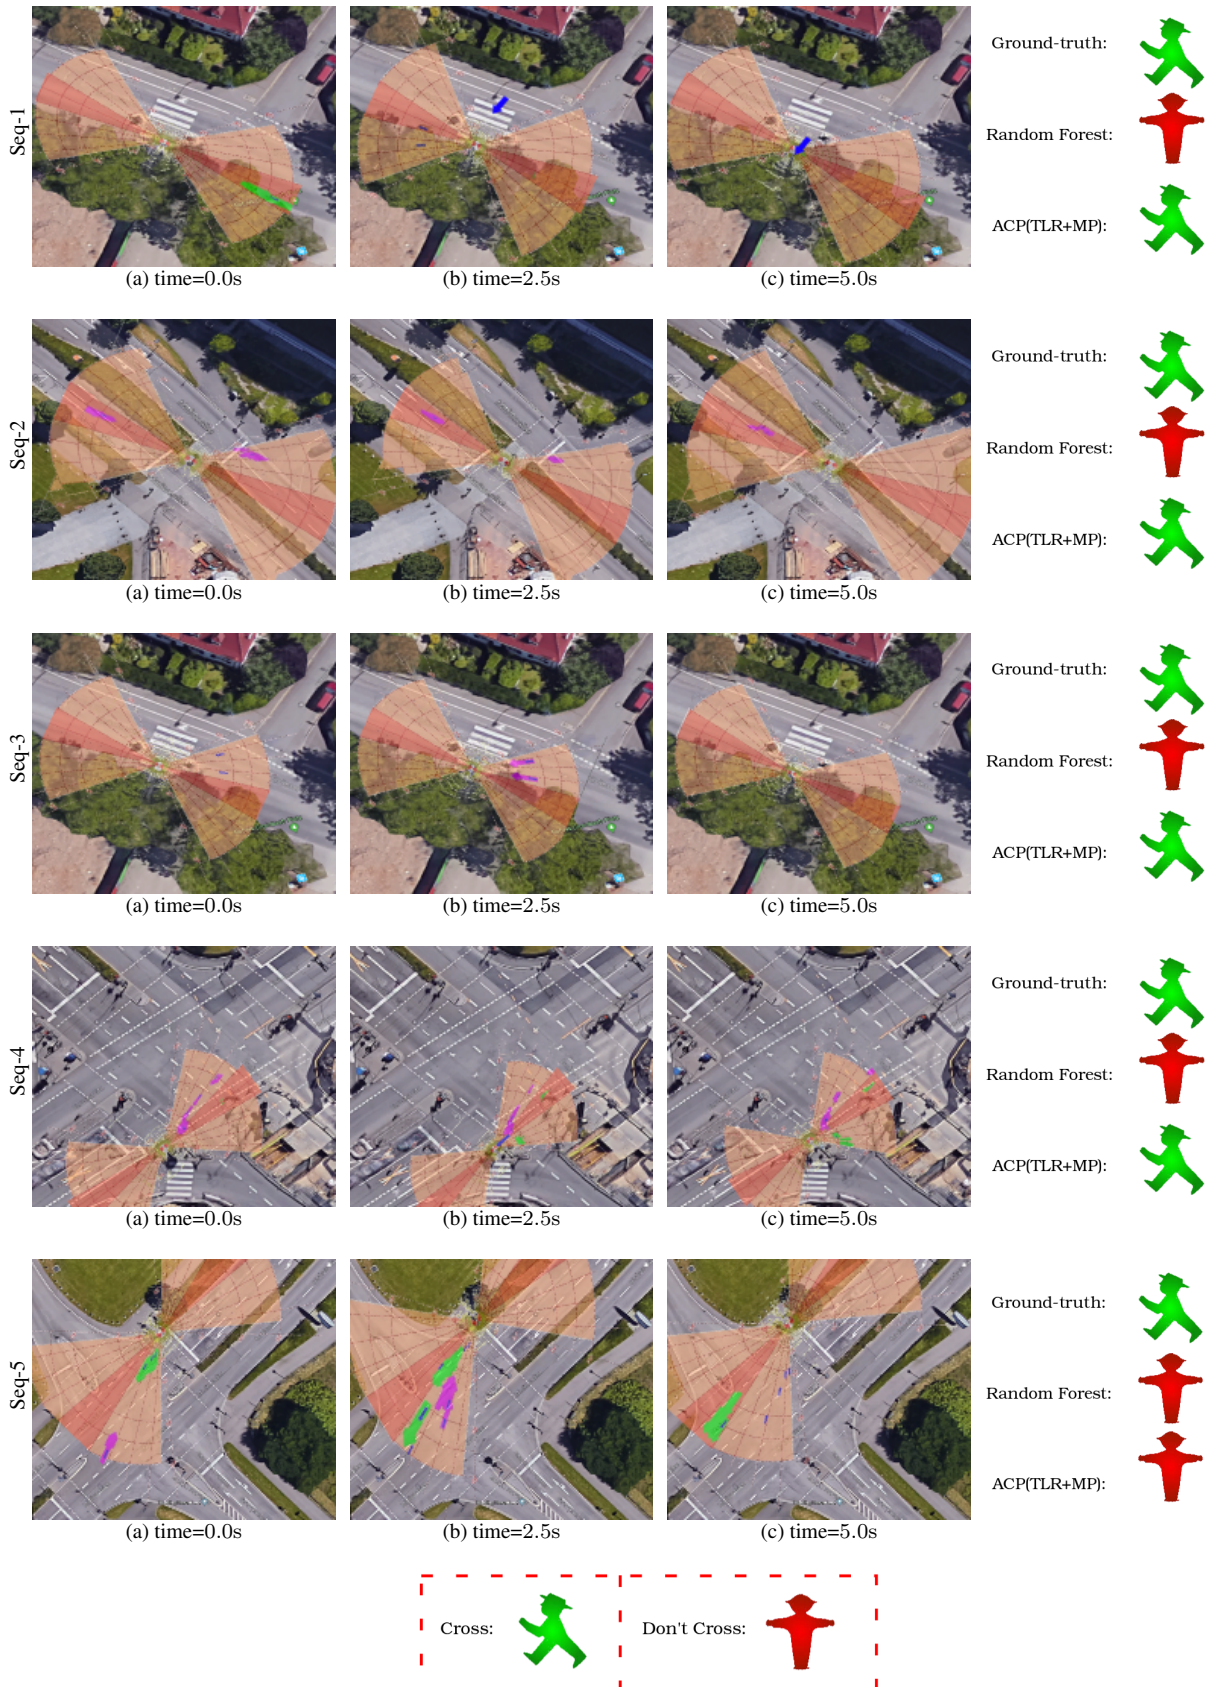 Seq-1
Ground-truth:
Random Forest:
ACP(TLR+MP):
(a) time=0.0s
(b) time=2.5s
(c) time=5.0s
Seq-2
Ground-truth:
Random Forest:
ACP(TLR+MP):
(a) time=0.0s
(b) time=2.5s
(c) time=5.0s
Seq-3
Ground-truth:
Random Forest:
ACP(TLR+MP):
(a) time=0.0s
(b) time=2.5s
(c) time=5.0s
Seq-4
Ground-truth:
Random Forest:
ACP(TLR+MP):
(a) time=0.0s
(b) time=2.5s
(c) time=5.0s
Seq-5
Ground-truth:
Random Forest:
ACP(TLR+MP):
(a) time=0.0s
(b) time=2.5s
(c) time=5.0s
Cross:
Don't Cross: